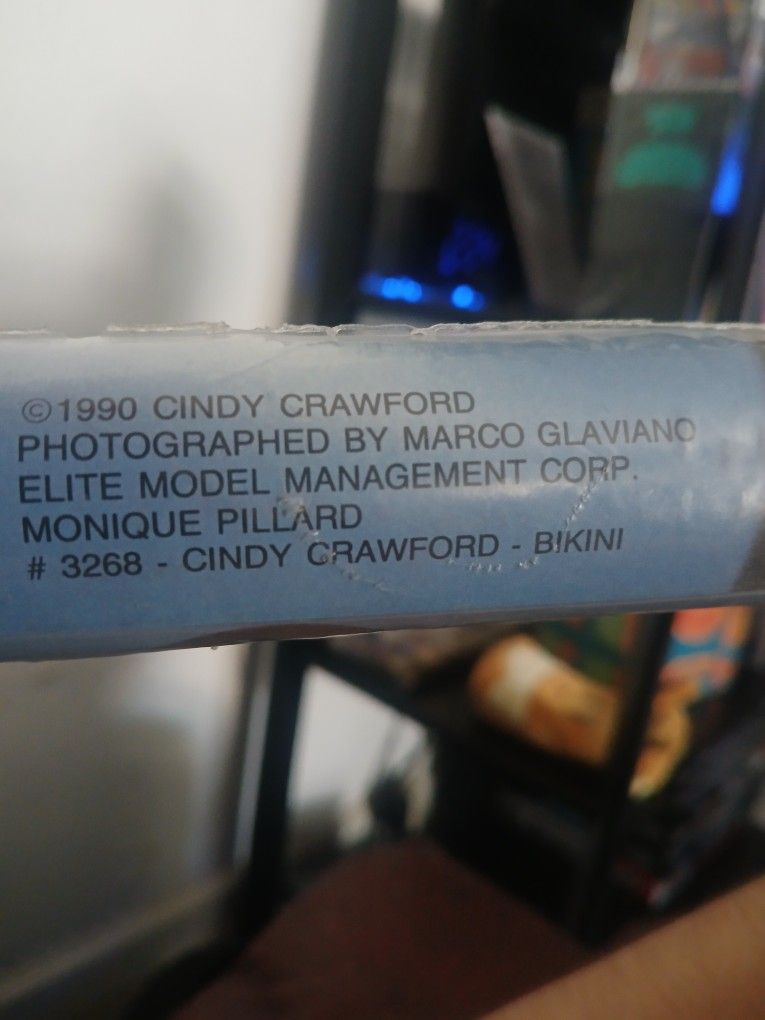 ©1990 CINDY CRAWFORD
PHOTOGRAPHED BY MARCO GLAVIANO
ELITE MODEL MANAGEMENT CORP.
MONIQUE PILLARD
# 3268 - CINDY CRAWFORD - BIKINI